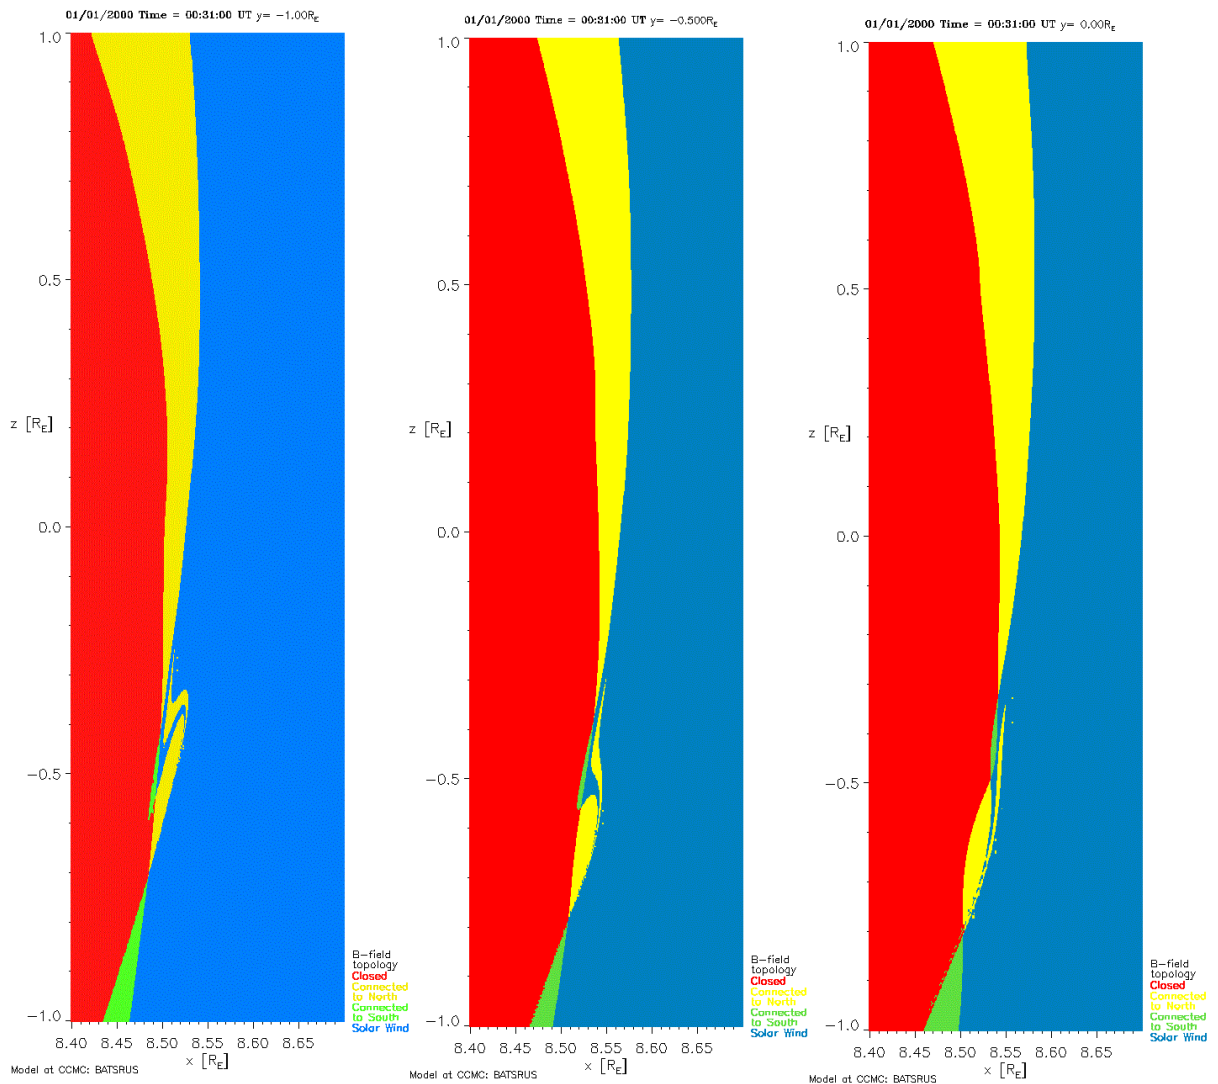 01/01/2000 Time = 00:31:00 UT y= −1.00R_E
1.0
0.5
z [R_E]
0.0
−0.5
−1.0
8.40 8.45 8.50 8.55 8.60 8.65
x [R_E]
B−field
topology
Closed
Connected
to North
Connected
to South
Solar Wind
Model at CCMC: BATSRUS
01/01/2000 Time = 00:31:00 UT y= −0.500R_E
1.0
0.5
z [R_E]
0.0
−0.5
−1.0
8.40 8.45 8.50 8.55 8.60 8.65
x [R_E]
B−field
topology
Closed
Connected
to North
Connected
to South
Solar Wind
Model at CCMC: BATSRUS
01/01/2000 Time = 00:31:00 UT y= 0.00R_E
1.0
0.5
z [R_E]
0.0
−0.5
−1.0
8.40 8.45 8.50 8.55 8.60 8.65
x [R_E]
B−field
topology
Closed
Connected
to North
Connected
to South
Solar Wind
Model at CCMC: BATSRUS